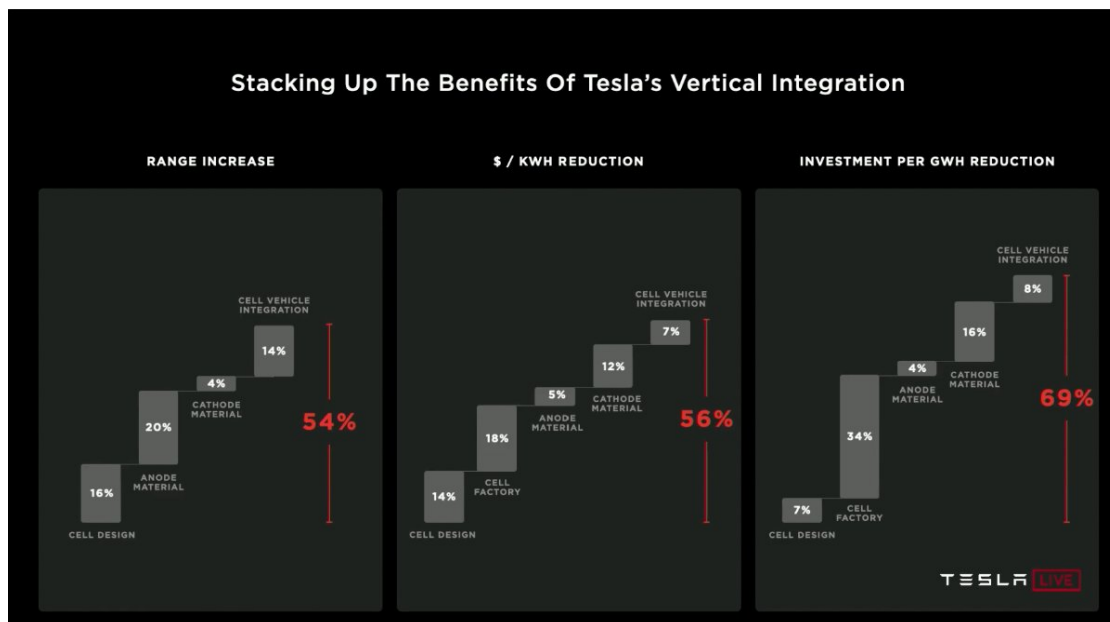 Stacking Up The Benefits Of Tesla's Vertical Integration
RANGE INCREASE
CELL VEHICLE
INTEGRATION
14%
4%
CATHODE
MATERIAL
20%
ANODE
MATERIAL
16%
CELL DESIGN
54%
$ / KWH REDUCTION
CELL VEHICLE
INTEGRATION
7%
12%
CATHODE
MATERIAL
5%
ANODE
MATERIAL
18%
CELL
FACTORY
14%
CELL DESIGN
56%
INVESTMENT PER GWH REDUCTION
CELL VEHICLE
INTEGRATION
8%
16%
CATHODE
MATERIAL
4%
ANODE
MATERIAL
34%
CELL
FACTORY
7%
CELL DESIGN
69%
TESLA LIVE